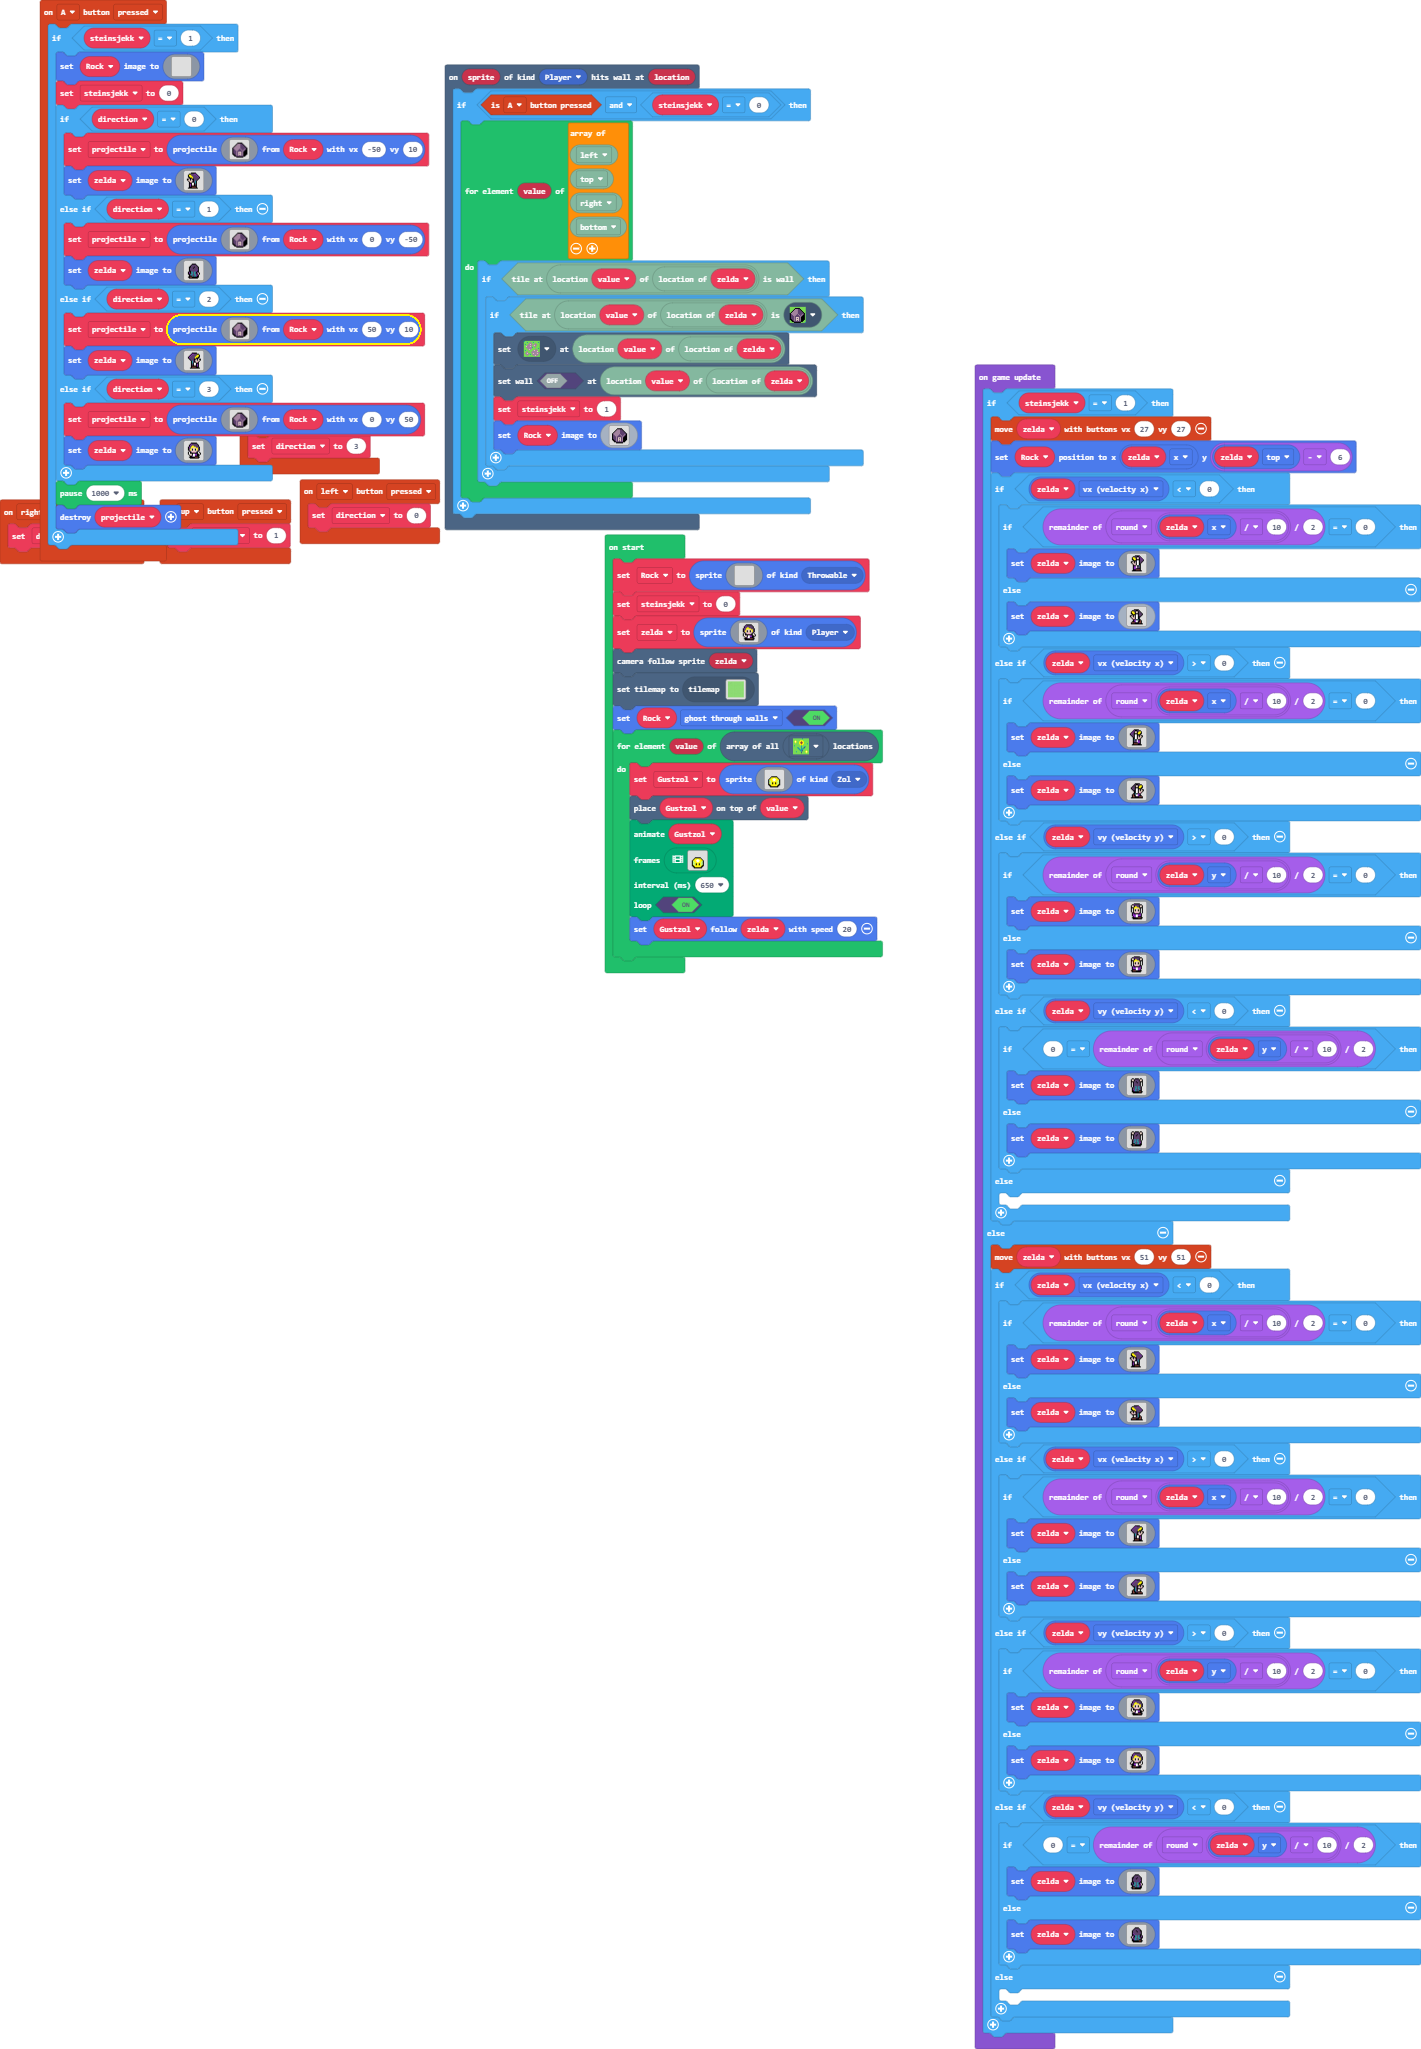 on A button pressed
if steinsjekk = 1 then
set Rock image to
set steinsjekk to 0
if direction = 0 then
set projectile to projectile from Rock with vx -50 vy 10
set zelda image to
else if direction = 1 then
set projectile to projectile from Rock with vx 0 vy -50
set zelda image to
else if direction = 2 then
set projectile to projectile from Rock with vx 50 vy 10
set zelda image to
else if direction = 3 then
set projectile to projectile from Rock with vx 0 vy 50
set zelda image to
set direction to 3
pause 1000 ms
destroy projectile
on right
set
up button pressed
to 1
on left button pressed
set direction to 0
on sprite of kind Player hits wall at location
if is A button pressed and steinsjekk = 0 then
for element value of
array of
left
top
right
bottom
do
if tile at location value of location of zelda is wall then
if tile at location value of location of zelda is then
set at location value of location of zelda
set wall OFF at location value of location of zelda
set steinsjekk to 1
set Rock image to
on start
set Rock to sprite of kind Throwable
set steinsjekk to 0
set zelda to sprite of kind Player
camera follow sprite zelda
set tilemap to tilemap
set Rock ghost through walls ON
for element value of array of all locations
do
set Gustzol to sprite of kind Zol
place Gustzol on top of value
animate Gustzol
frames
interval (ms) 650
loop ON
set Gustzol follow zelda with speed 20
on game update
if steinsjekk = 1 then
move zelda with buttons vx 27 vy 27
set Rock position to x zelda x y zelda top - 6
if zelda vx (velocity x) < 0 then
if remainder of round zelda x / 10 / 2 = 0 then
set zelda image to
else
set zelda image to
else if zelda vx (velocity x) > 0 then
if remainder of round zelda x / 10 / 2 = 0 then
set zelda image to
else
set zelda image to
else if zelda vy (velocity y) > 0 then
if remainder of round zelda y / 10 / 2 = 0 then
set zelda image to
else
set zelda image to
else if zelda vy (velocity y) < 0 then
if 0 = remainder of round zelda y / 10 / 2 then
set zelda image to
else
set zelda image to
else
else
move zelda with buttons vx 51 vy 51
if zelda vx (velocity x) < 0 then
if remainder of round zelda x / 10 / 2 = 0 then
set zelda image to
else
set zelda image to
else if zelda vx (velocity x) > 0 then
if remainder of round zelda x / 10 / 2 = 0 then
set zelda image to
else
set zelda image to
else if zelda vy (velocity y) > 0 then
if remainder of round zelda y / 10 / 2 = 0 then
set zelda image to
else
set zelda image to
else if zelda vy (velocity y) < 0 then
if 0 = remainder of round zelda y / 10 / 2 then
set zelda image to
else
set zelda image to
else